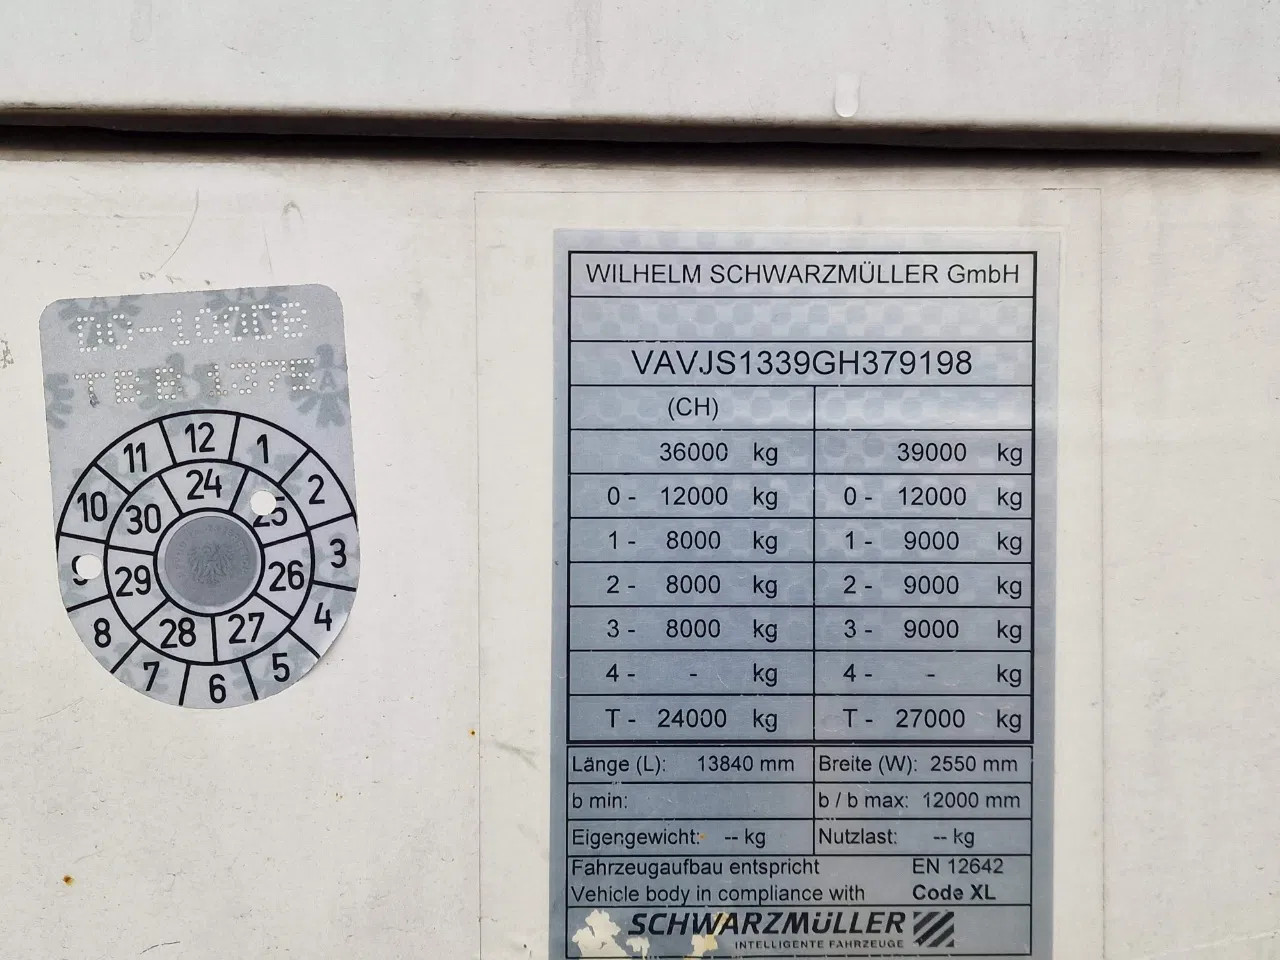 WILHELM SCHWARZMÜLLER GmbH
VAVJS1339GH379198
(CH)
36000 kg 39000 kg
0 - 12000 kg 0 - 12000 kg
1 - 8000 kg 1 - 9000 kg
2 - 8000 kg 2 - 9000 kg
3 - 8000 kg 3 - 9000 kg
4 - - kg 4 - - kg
T - 24000 kg T - 27000 kg
Länge (L): 13840 mm Breite (W): 2550 mm
b min: b / b max: 12000 mm
Eigengewicht: -- kg Nutzlast: -- kg
Fahrzeugaufbau entspricht EN 12642
Vehicle body in compliance with Code XL
SCHWARZMÜLLER
INTELLIGENTE FAHRZEUGE
12
1
2
3
4
5
6
7
8
9
10
11
24
25
26
27
28
29
30